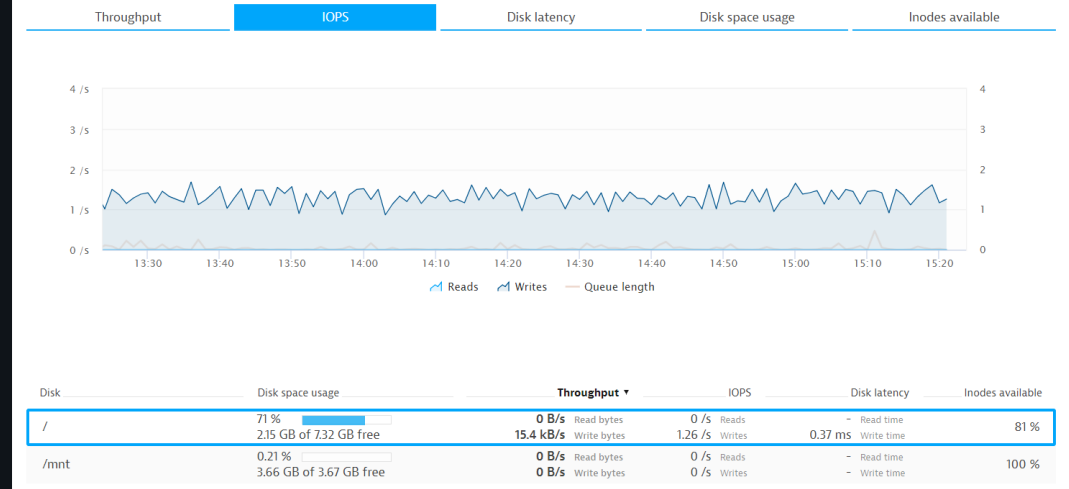 Throughput IOPS Disk latency Disk space usage Inodes available
4 /s 4
3 /s 3
2 /s 2
1 /s 1
0 /s 0
13:30 13:40 13:50 14:00 14:10 14:20 14:30 14:40 14:50 15:00 15:10 15:20
Reads Writes Queue length
Disk Disk space usage Throughput ▼ IOPS Disk latency Inodes available
71 % 0 B/s Read bytes 0 /s Reads - Read time
/ 81 %
2.15 GB of 7.32 GB free 15.4 kB/s Write bytes 1.26 /s Writes 0.37 ms Write time
0.21 % 0 B/s Read bytes 0 /s Reads - Read time
/mnt 100 %
3.66 GB of 3.67 GB free 0 B/s Write bytes 0 /s Writes - Write time